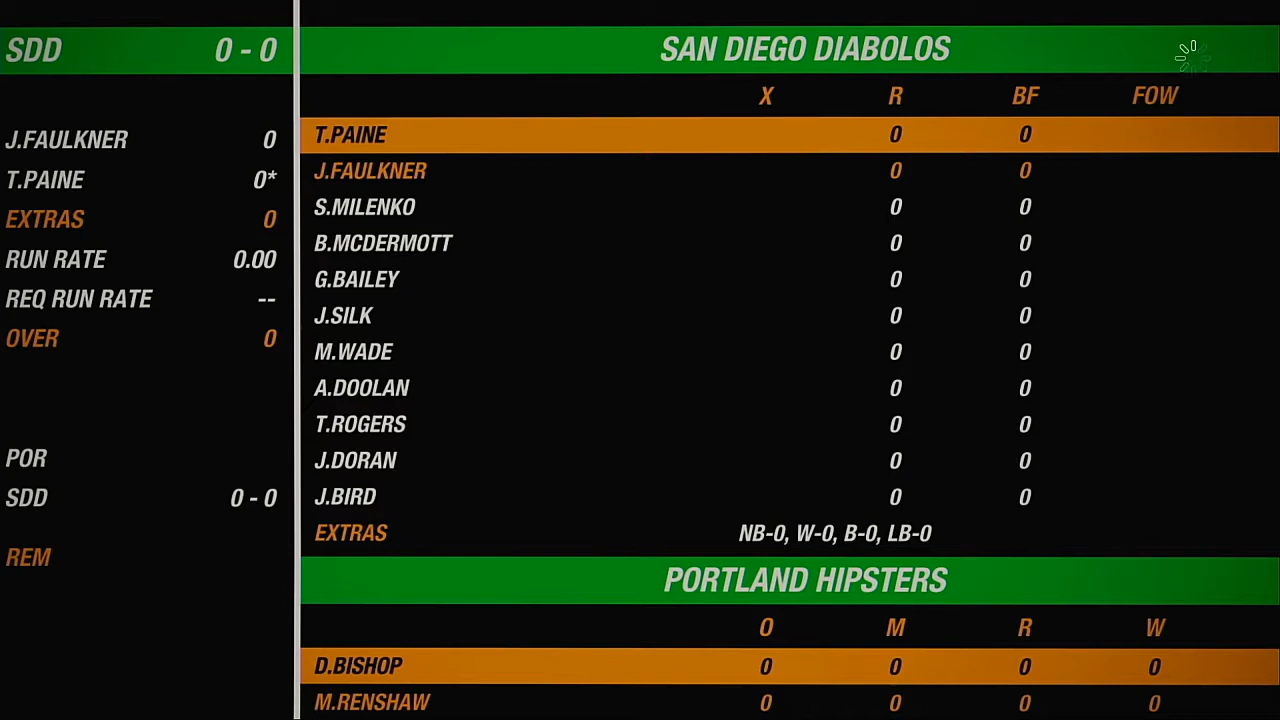 SDD 0 - 0
J.FAULKNER 0
T.PAINE 0*
EXTRAS 0
RUN RATE 0.00
REQ RUN RATE --
OVER 0
POR
SDD 0 - 0
REM
SAN DIEGO DIABOLOS
X R BF FOW
T.PAINE 0 0
J.FAULKNER 0 0
S.MILENKO 0 0
B.MCDERMOTT 0 0
G.BAILEY 0 0
J.SILK 0 0
M.WADE 0 0
A.DOOLAN 0 0
T.ROGERS 0 0
J.DORAN 0 0
J.BIRD 0 0
EXTRAS NB-0, W-0, B-0, LB-0
PORTLAND HIPSTERS
O M R W
D.BISHOP 0 0 0 0
M.RENSHAW 0 0 0 0